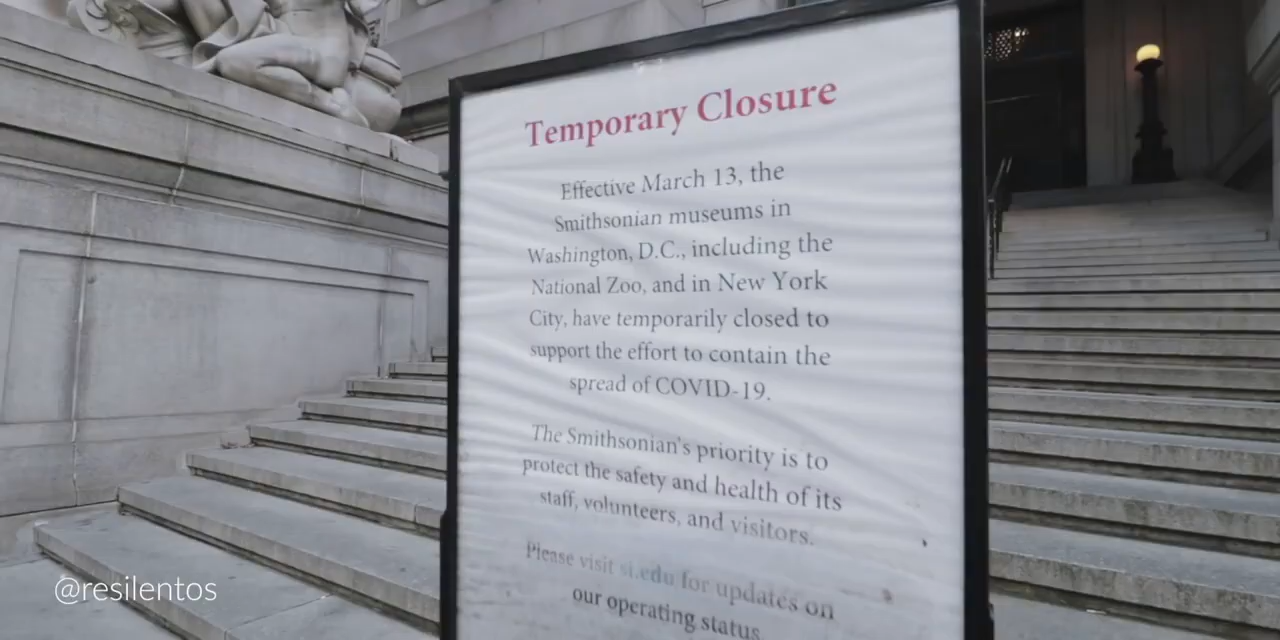 Temporary Closure
Effective March 13, the
Smithsonian museums in
Washington, D.C., including the
National Zoo, and in New York
City, have temporarily closed to
support the effort to contain the
spread of COVID-19.
The Smithsonian's priority is to
protect the safety and health of its
staff, volunteers, and visitors.
Please visit si.edu for updates on
our operating status.
@resilentos